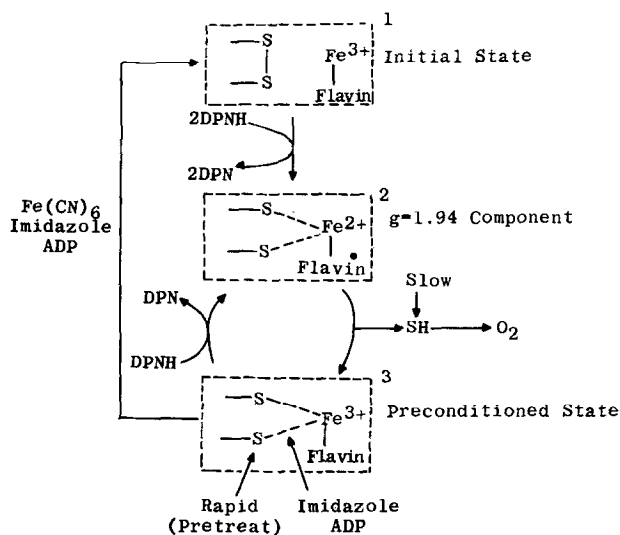 1
S
Fe3+
Initial State
S
Flavin
2DPNH
2DPN
Fe(CN)6
Imidazole
ADP
2
S
Fe2+
g=1.94 Component
S
Flavin
Slow
DPN
SH
O2
DPNH
3
S
Fe3+
Preconditioned State
S
Flavin
Rapid
(Pretreat)
Imidazole
ADP